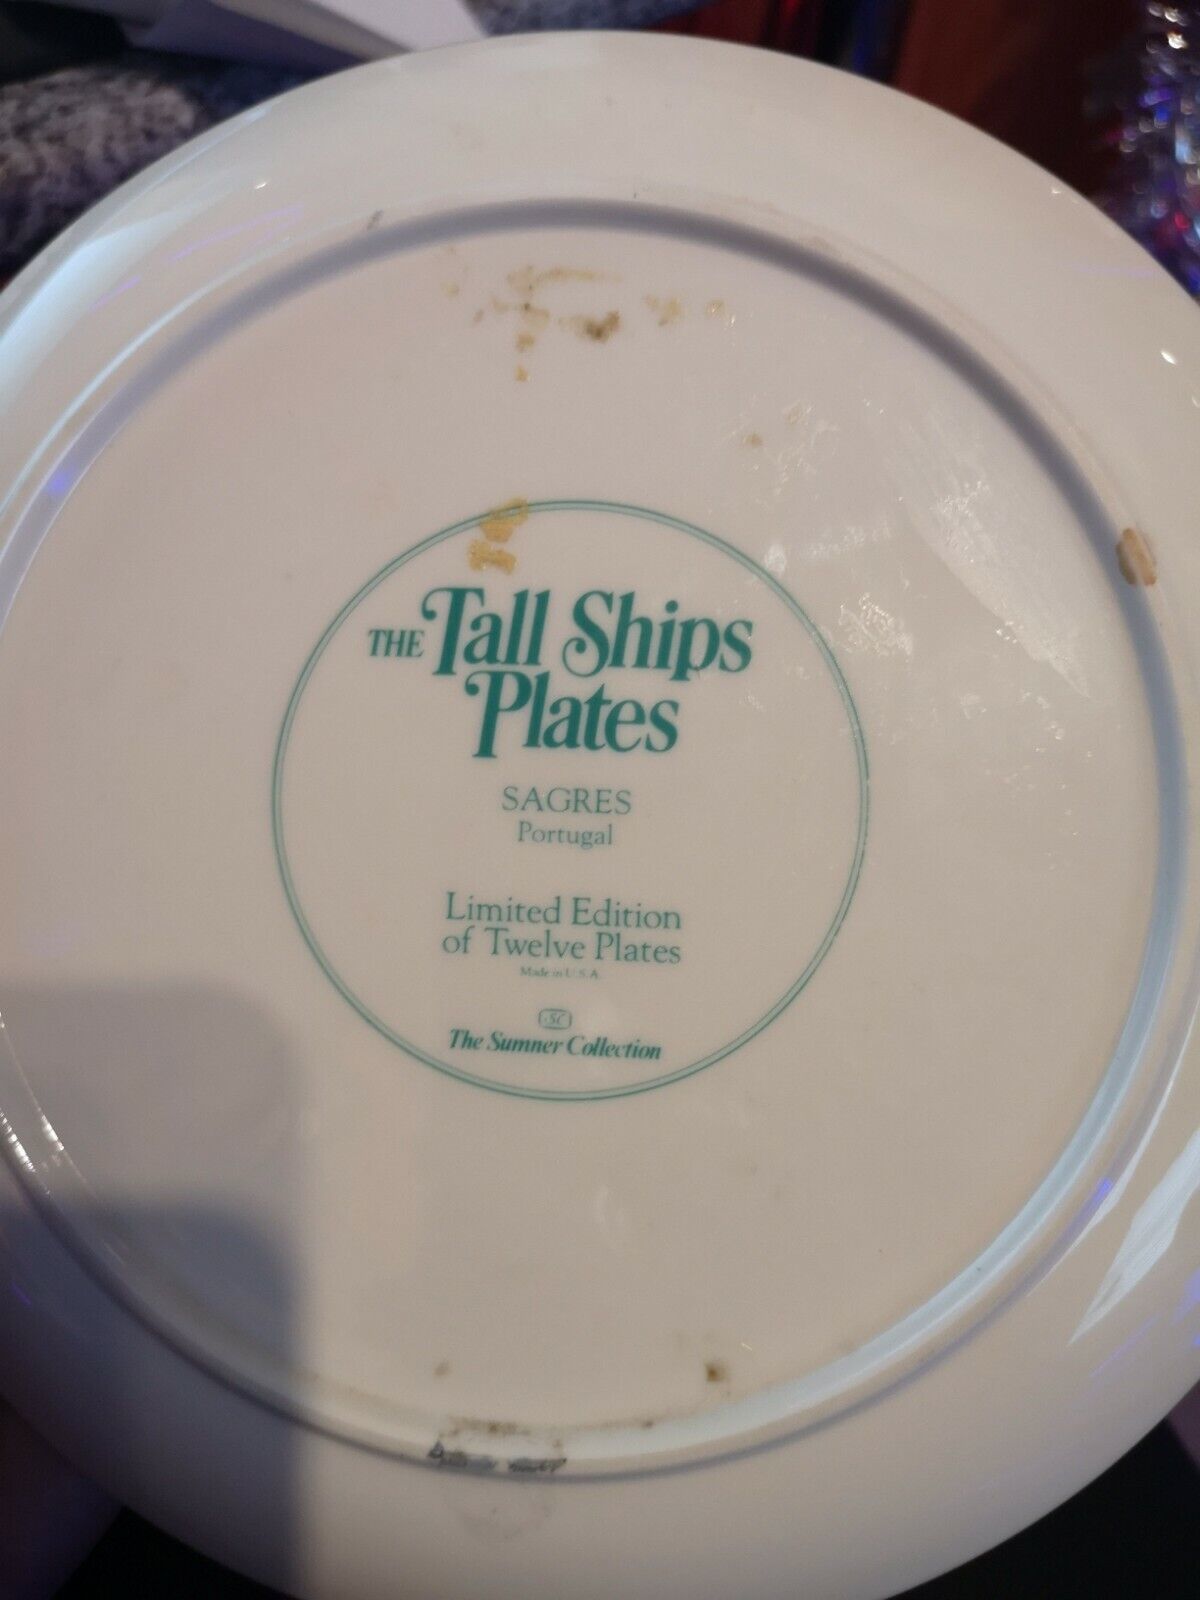 THE Tall Ships
Plates
SAGRES
Portugal
Limited Edition
of Twelve Plates
Made in U.S.A.
SC
The Sumner Collection